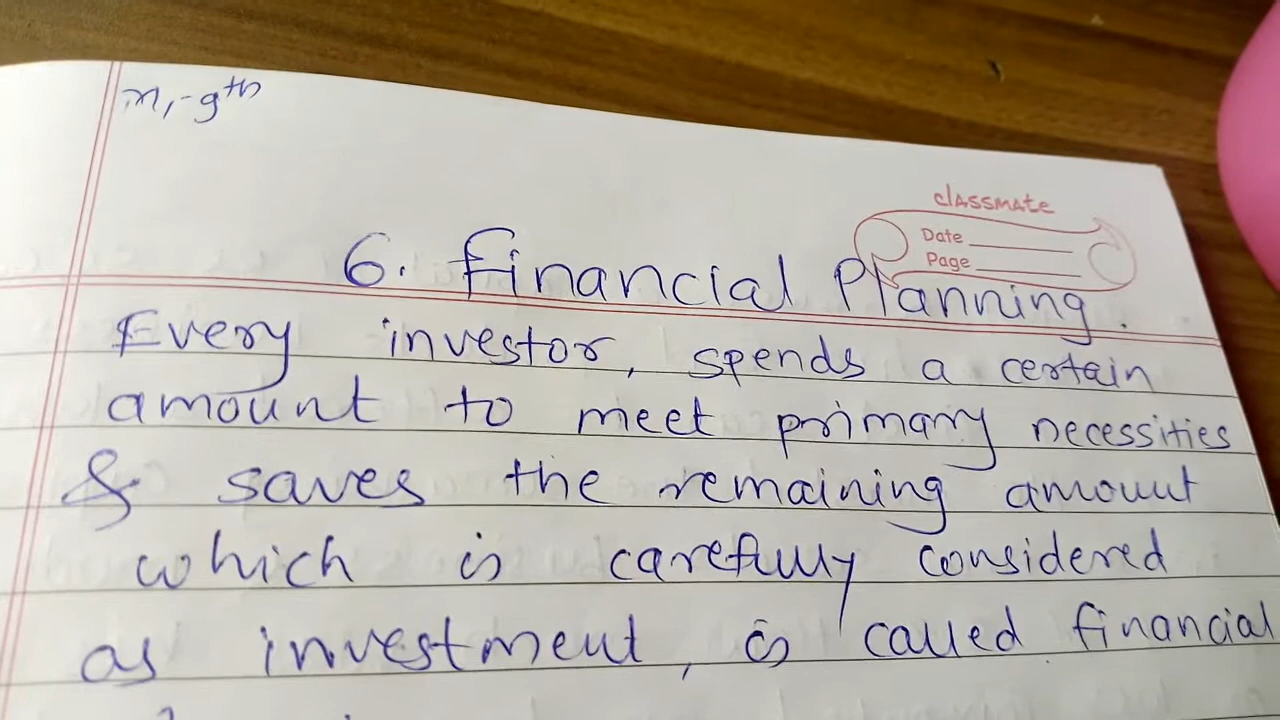 m, -9th
classmate
Date
Page
6. Financial Planning.
Every investor, spends a certain
amount to meet primary necessities
& saves the remaining amount
which is carefully considered
as investment, is called financial